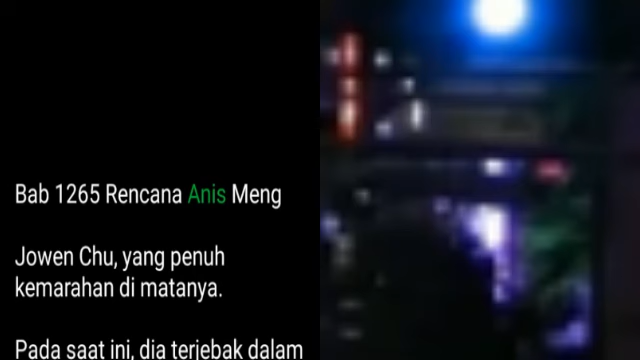 Bab 1265 Rencana Anis Meng
Jowen Chu, yang penuh
kemarahan di matanya.
Pada saat ini, dia terjebak dalam